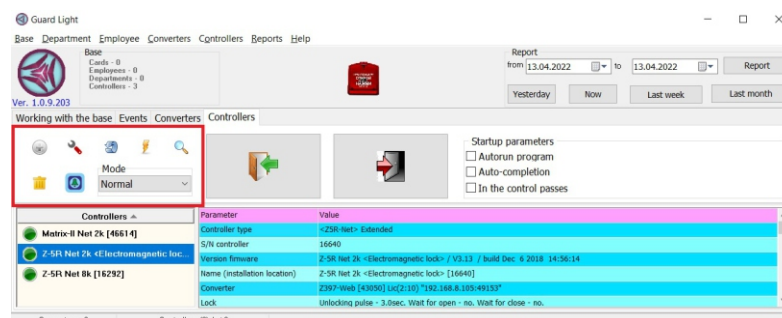 Guard Light
Base Department Employee Converters Controllers Reports Help
Base
Cards - 0
Employees - 0
Departments - 0
Controllers - 3
Ver. 1.0.9.203
Report
from 13.04.2022 to 13.04.2022 Report
Yesterday Now Last week Last month
Working with the base Events Converters Controllers
Mode
Normal
Startup parameters
Autorun program
Auto-completion
In the control passes
Controllers
Matrix-II Net 2k [46614]
Z-5R Net 2k <Electromagnetic loc...
Z-5R Net 8k [16292]
Parameter Value
Controller type <Z5R-Net> Extended
S/N controller 16640
Version fimware Z-5R Net 2k <Electromagnetic lock> / V3.13 / build Dec 6 2018 14:56:14
Name (installation location) Z-5R Net 2k <Electromagnetic lock> [16640]
Converter Z397-Web [43050] Lic(2:10) "192.168.8.105:49153"
Lock Unlocking pulse - 3.0sec. Wait for open - no. Wait for close - no.